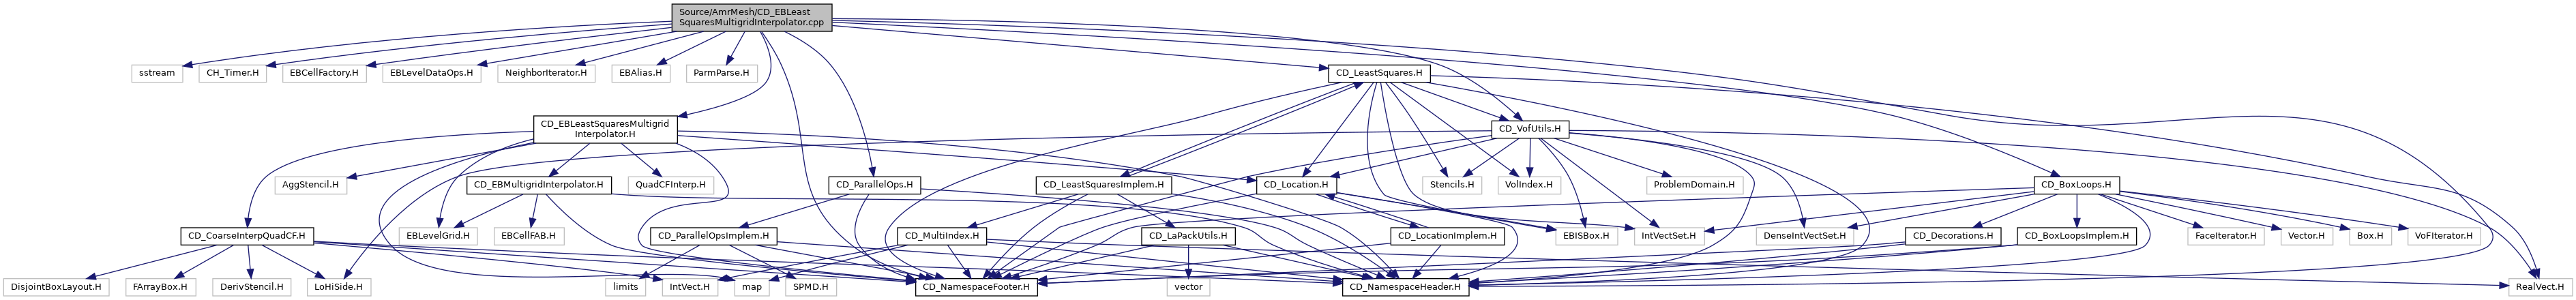 Source/AmrMesh/CD_EBLeast
SquaresMultigridInterpolator.cpp
sstream
CH_Timer.H
EBCellFactory.H
EBLevelDataOps.H
NeighborIterator.H
EBAlias.H
ParmParse.H
CD_LeastSquares.H
CD_EBLeastSquaresMultigrid
Interpolator.H
CD_VofUtils.H
AggStencil.H
CD_EBMultigridInterpolator.H
QuadCFInterp.H
CD_ParallelOps.H
CD_LeastSquaresImplem.H
CD_Location.H
Stencils.H
VolIndex.H
ProblemDomain.H
CD_BoxLoops.H
CD_CoarseInterpQuadCF.H
EBLevelGrid.H
EBCellFAB.H
CD_ParallelOpsImplem.H
CD_MultiIndex.H
CD_LaPackUtils.H
CD_LocationImplem.H
EBISBox.H
IntVectSet.H
DenseIntVectSet.H
CD_Decorations.H
CD_BoxLoopsImplem.H
FaceIterator.H
Vector.H
Box.H
VoFIterator.H
DisjointBoxLayout.H
FArrayBox.H
DerivStencil.H
LoHiSide.H
limits
IntVect.H
map
SPMD.H
CD_NamespaceFooter.H
vector
CD_NamespaceHeader.H
RealVect.H